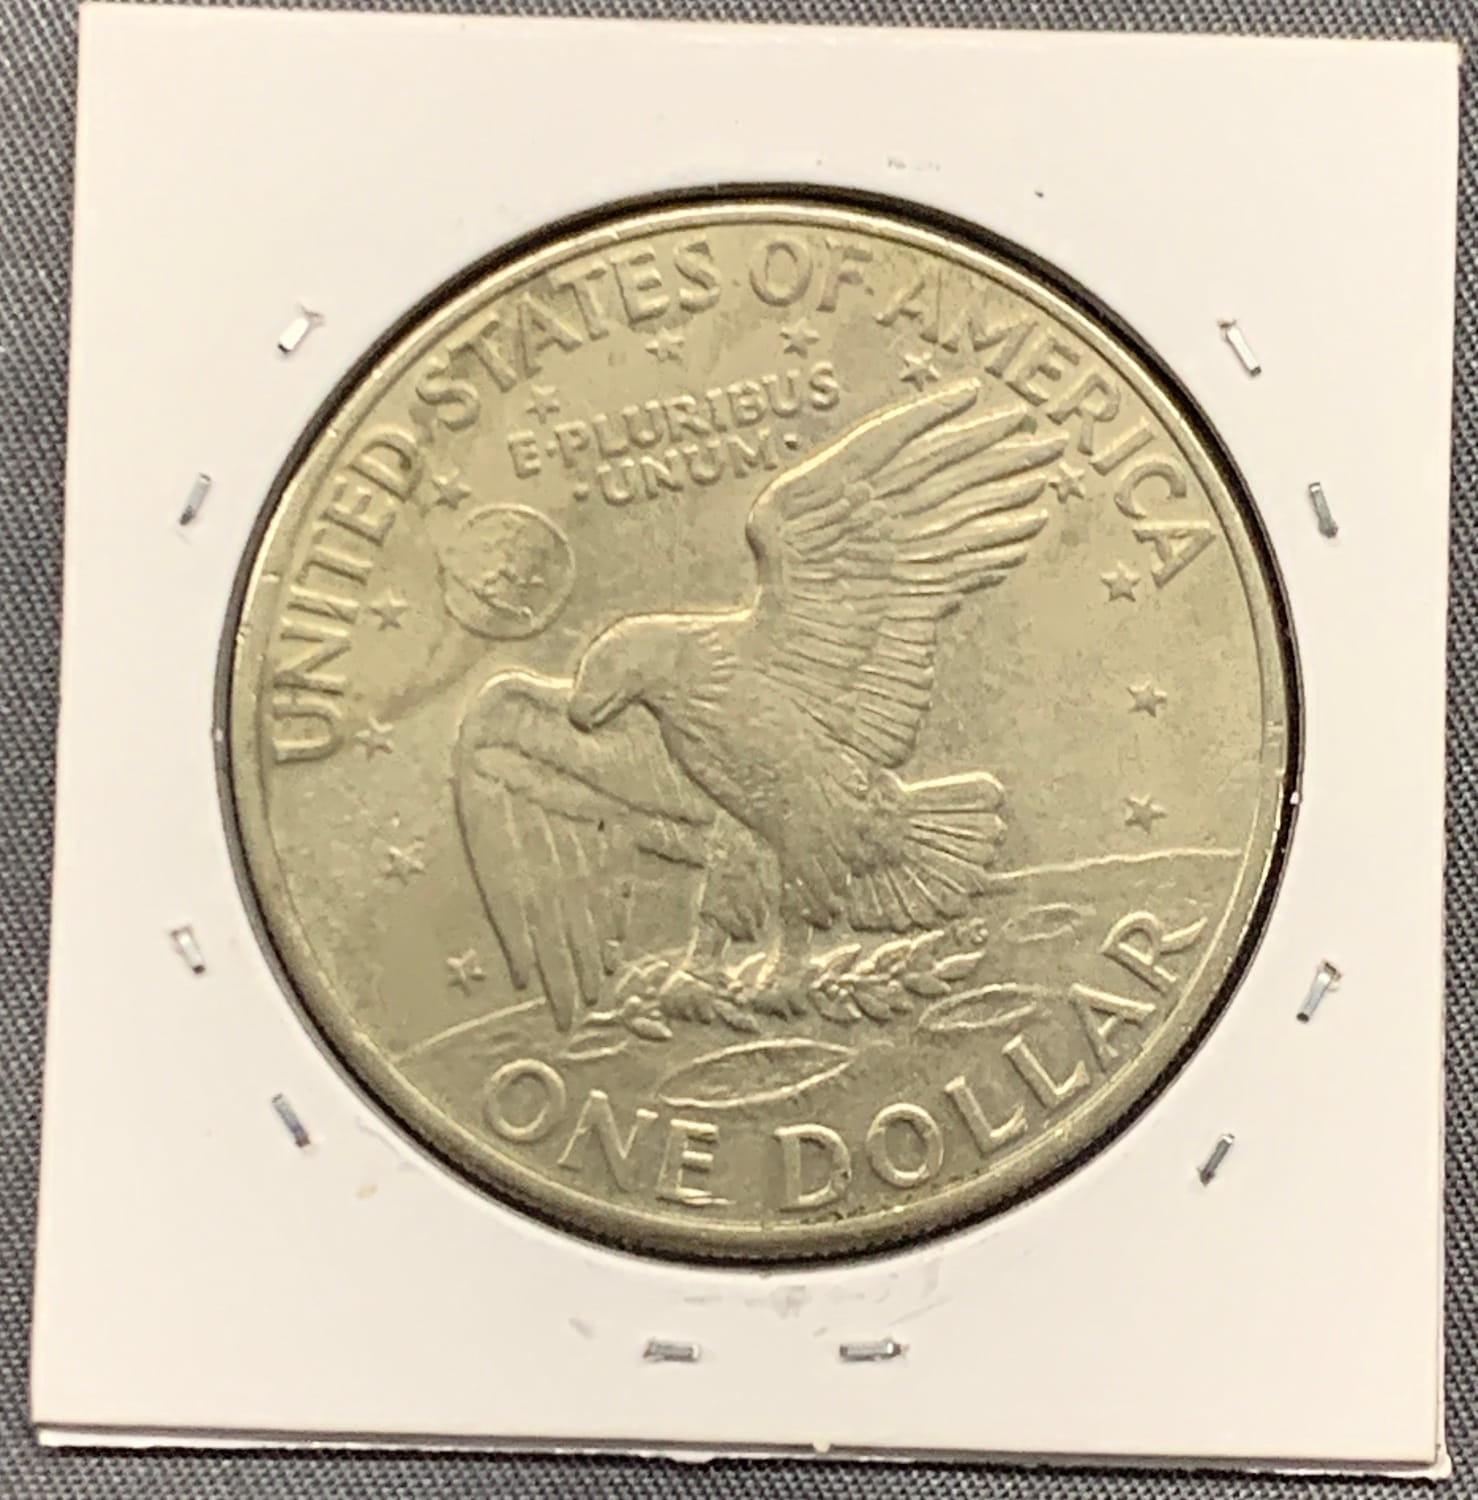 UNITED STATES OF AMERICA
E·PLURIBUS
·UNUM·
ONE DOLLAR